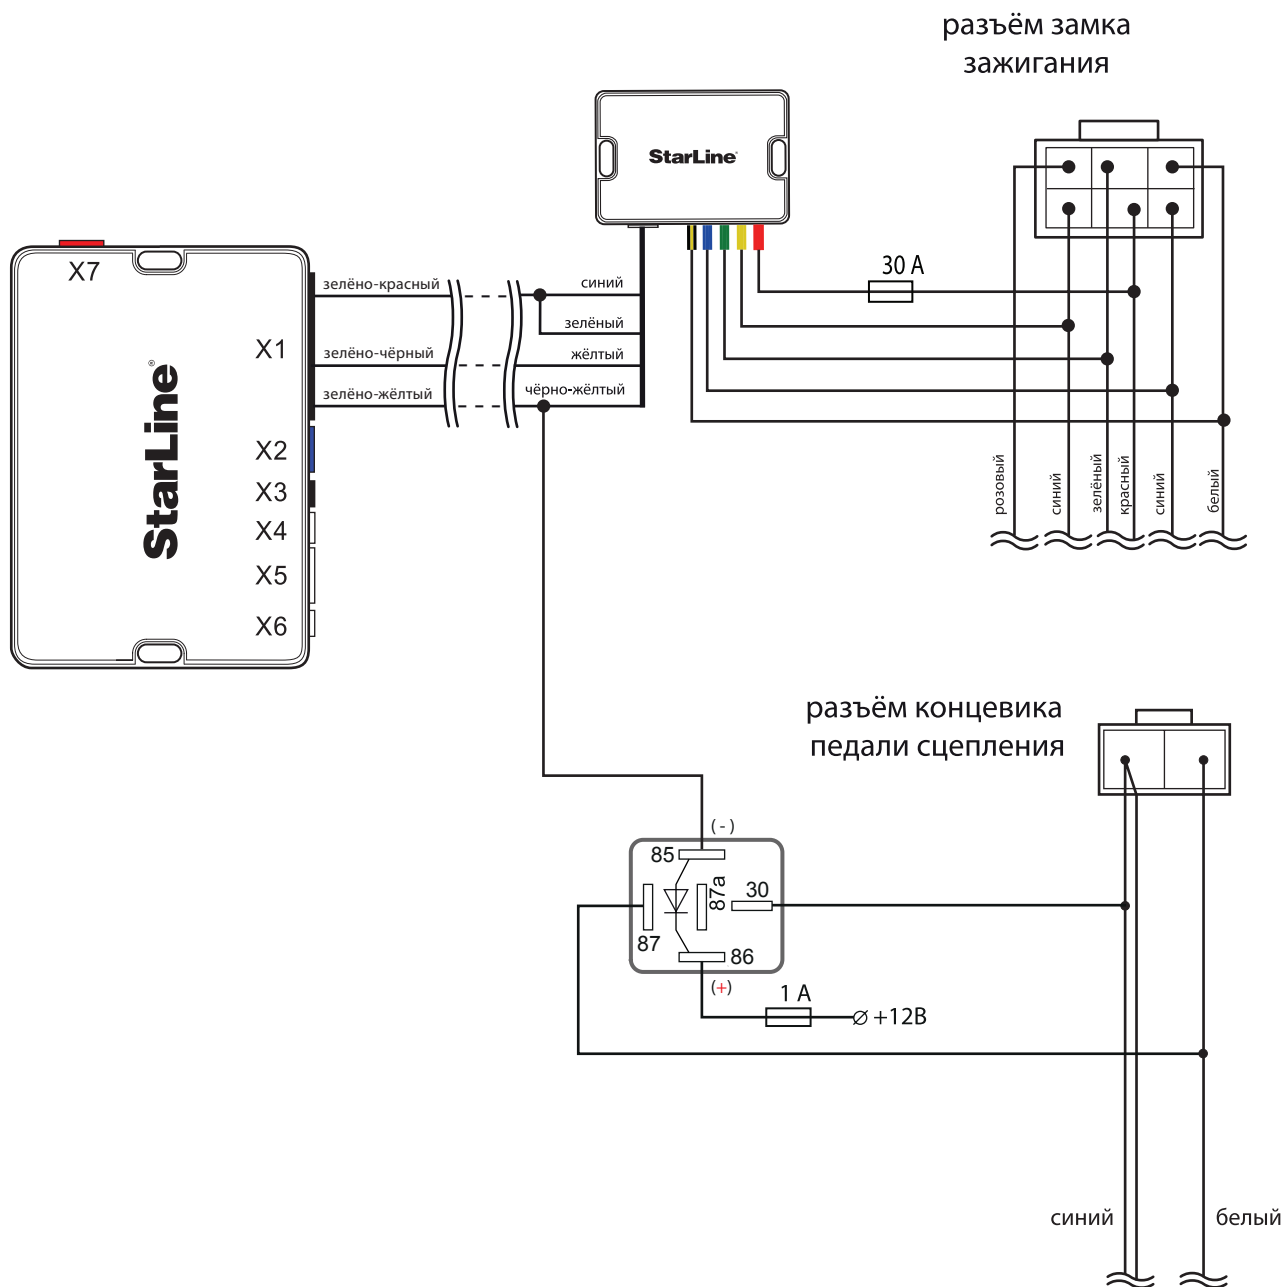 разъём замка
зажигания
StarLine
30 А
X7
X1
X2
X3
X4
X5
X6
StarLine®
зелёно-красный
зелёно-чёрный
зелёно-жёлтый
синий
зелёный
жёлтый
чёрно-жёлтый
розовый
синий
зелёный
красный
синий
белый
разъём концевика
педали сцепления
(-)
85
87a
30
87
86
(+)
1 А
+12В
синий
белый